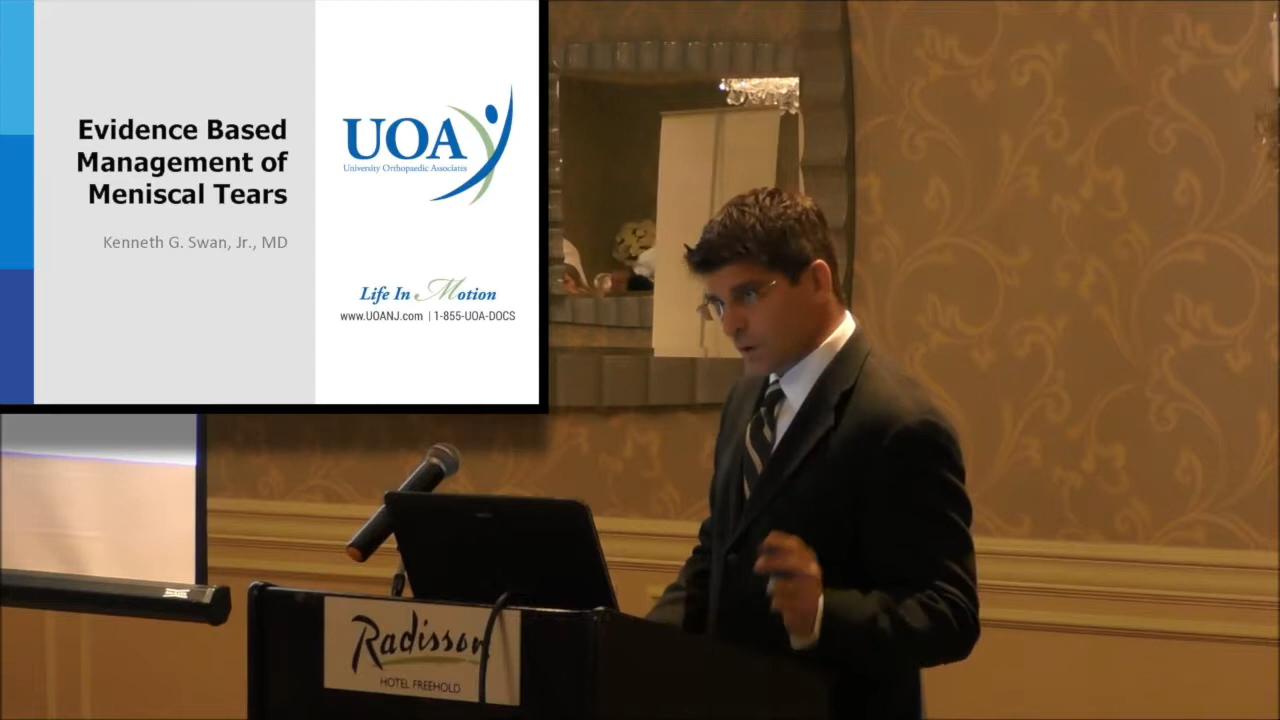 Evidence Based
Management of
Meniscal Tears
Kenneth G. Swan, Jr., MD
UOA
University Orthopaedic Associates
Life In Motion
www.UOANJ.com | 1-855-UOA-DOCS
Radisson
HOTEL FREEHOLD